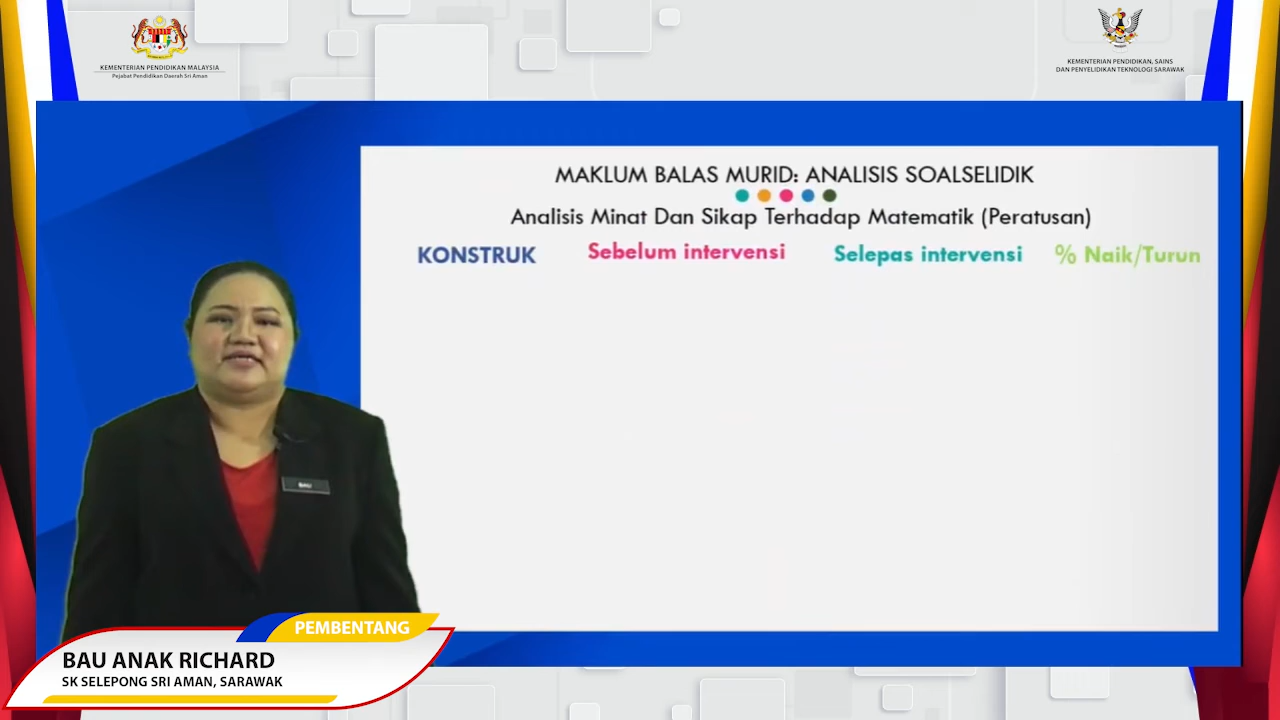 KEMENTERIAN PENDIDIKAN MALAYSIA
Pejabat Pendidikan Daerah Sri Aman
KEMENTERIAN PENDIDIKAN, SAINS
DAN PENYELIDIKAN TEKNOLOGI SARAWAK
MAKLUM BALAS MURID: ANALISIS SOALSELIDIK
Analisis Minat Dan Sikap Terhadap Matematik (Peratusan)
KONSTRUK Sebelum intervensi Selepas intervensi % Naik/Turun
BAU
PEMBENTANG
BAU ANAK RICHARD
SK SELEPONG SRI AMAN, SARAWAK